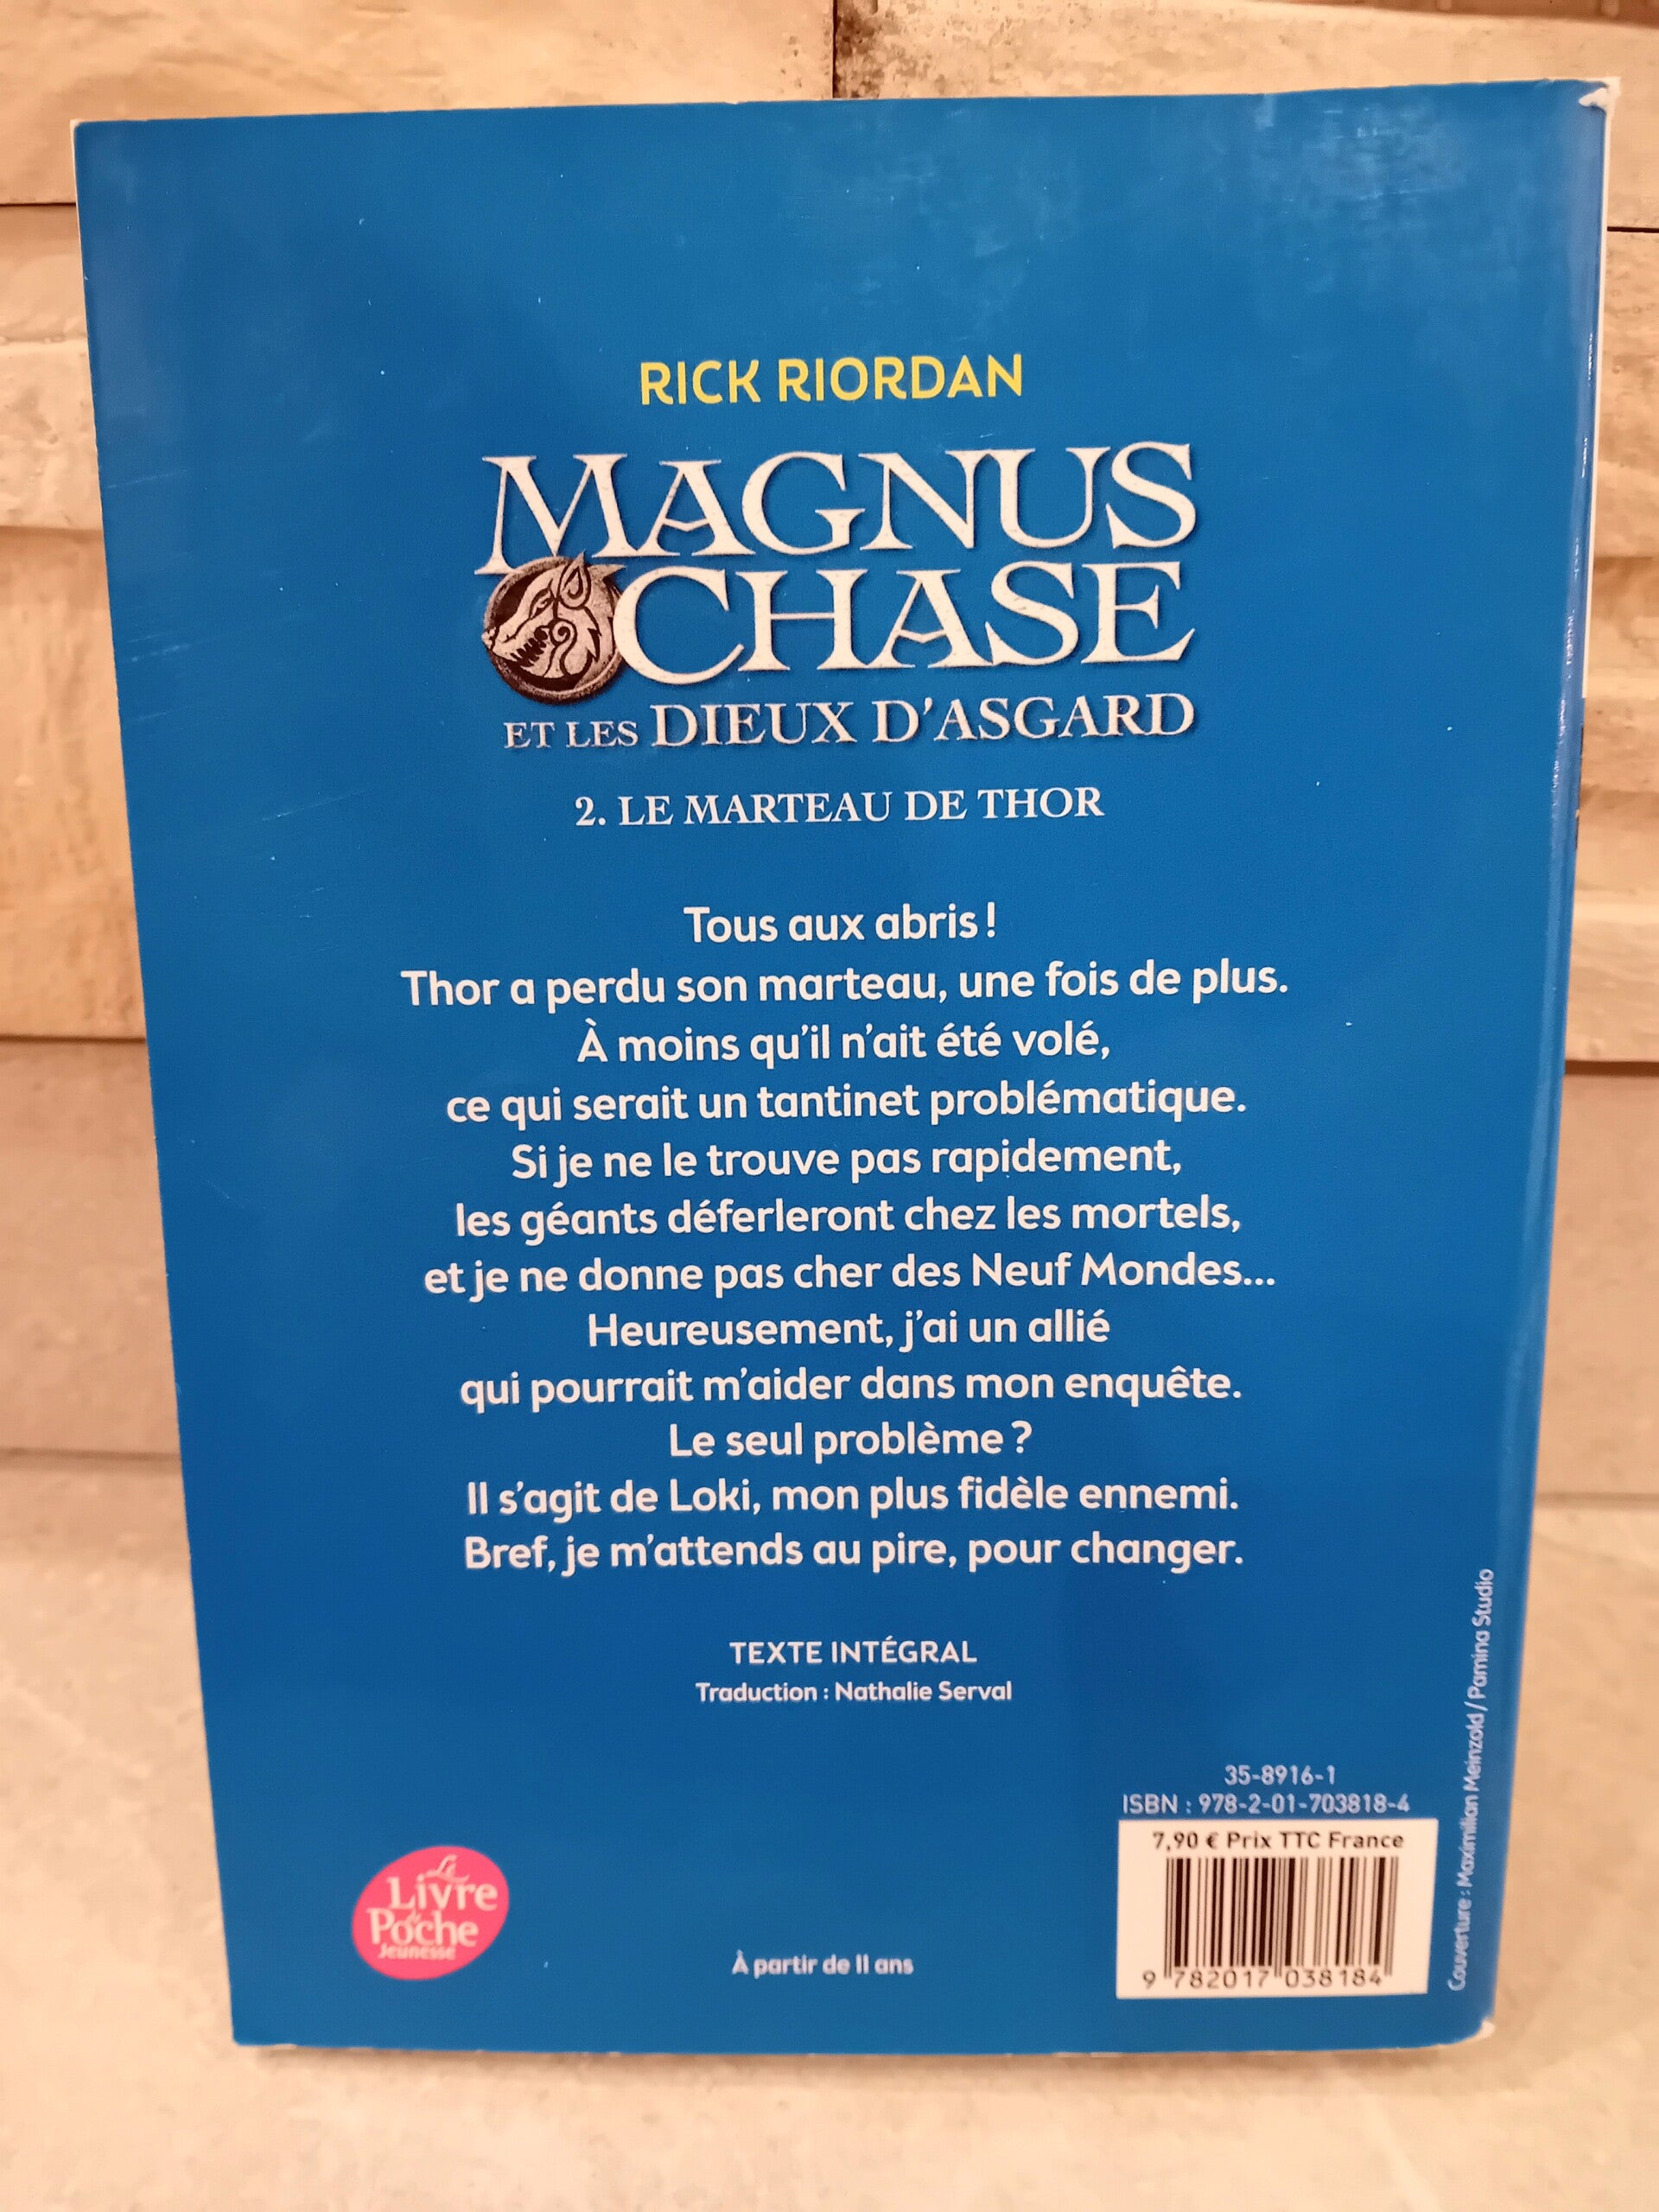 RICK RIORDAN
MAGNUS
CHASE
ET LES DIEUX D'ASGARD
2. LE MARTEAU DE THOR
Tous aux abris !
Thor a perdu son marteau, une fois de plus.
À moins qu'il n'ait été volé,
ce qui serait un tantinet problématique.
Si je ne le trouve pas rapidement,
les géants déferleront chez les mortels,
et je ne donne pas cher des Neuf Mondes...
Heureusement, j'ai un allié
qui pourrait m'aider dans mon enquête.
Le seul problème ?
Il s'agit de Loki, mon plus fidèle ennemi.
Bref, je m'attends au pire, pour changer.
TEXTE INTÉGRAL
Traduction : Nathalie Serval
35-8916-1
ISBN : 978-2-01-703818-4
7,90 € Prix TTC France
9 782017 038184
Le
Livre
de
Poche
Jeunesse
À partir de 11 ans
Couverture : Maximilian Meinzold / Pamina Studio